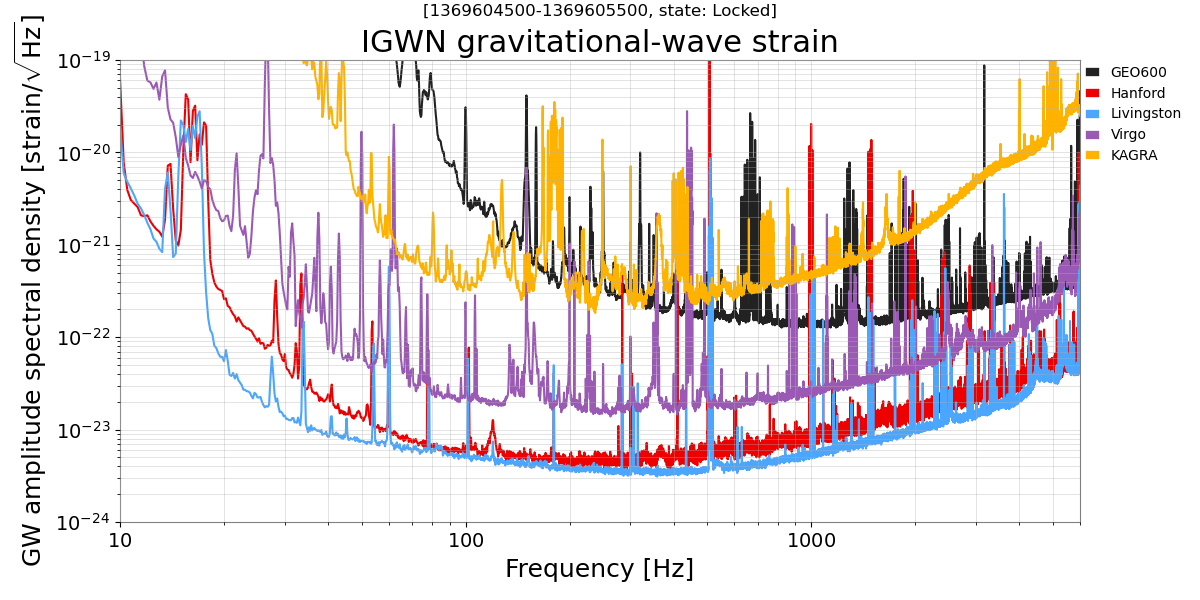 [1369604500-1369605500, state: Locked]
IGWN gravitational-wave strain
GW amplitude spectral density [strain/√Hz]
10⁻¹⁹
10⁻²⁰
10⁻²¹
10⁻²²
10⁻²³
10⁻²⁴
10
100
1000
Frequency [Hz]
GEO600
Hanford
Livingston
Virgo
KAGRA